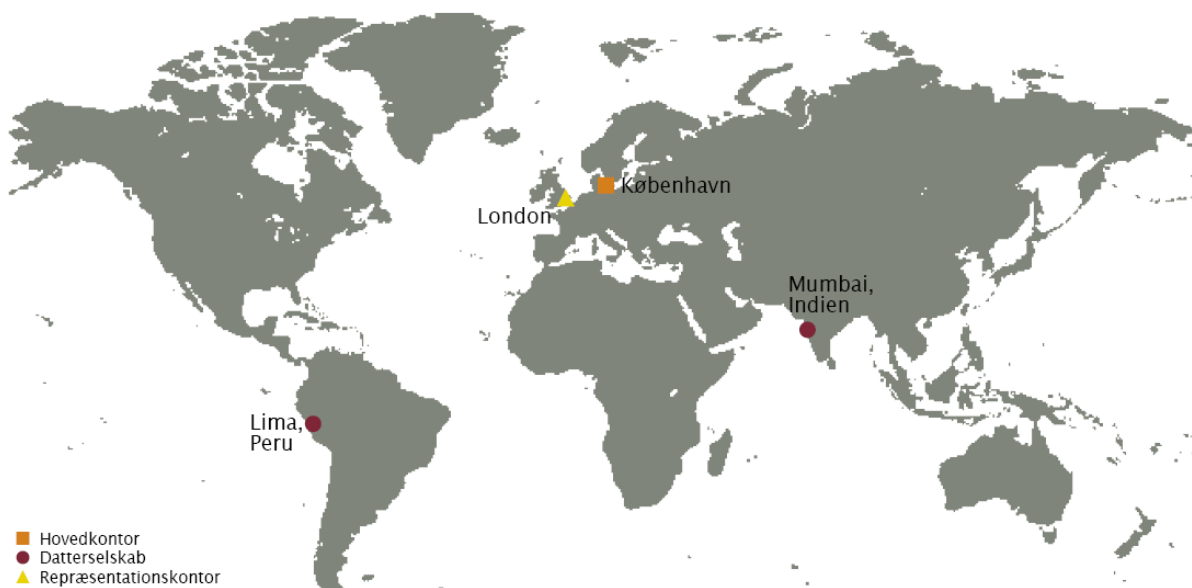 København
London
Mumbai,
Indien
Lima,
Peru
Hovedkontor
Datterselskab
Repræsentationskontor